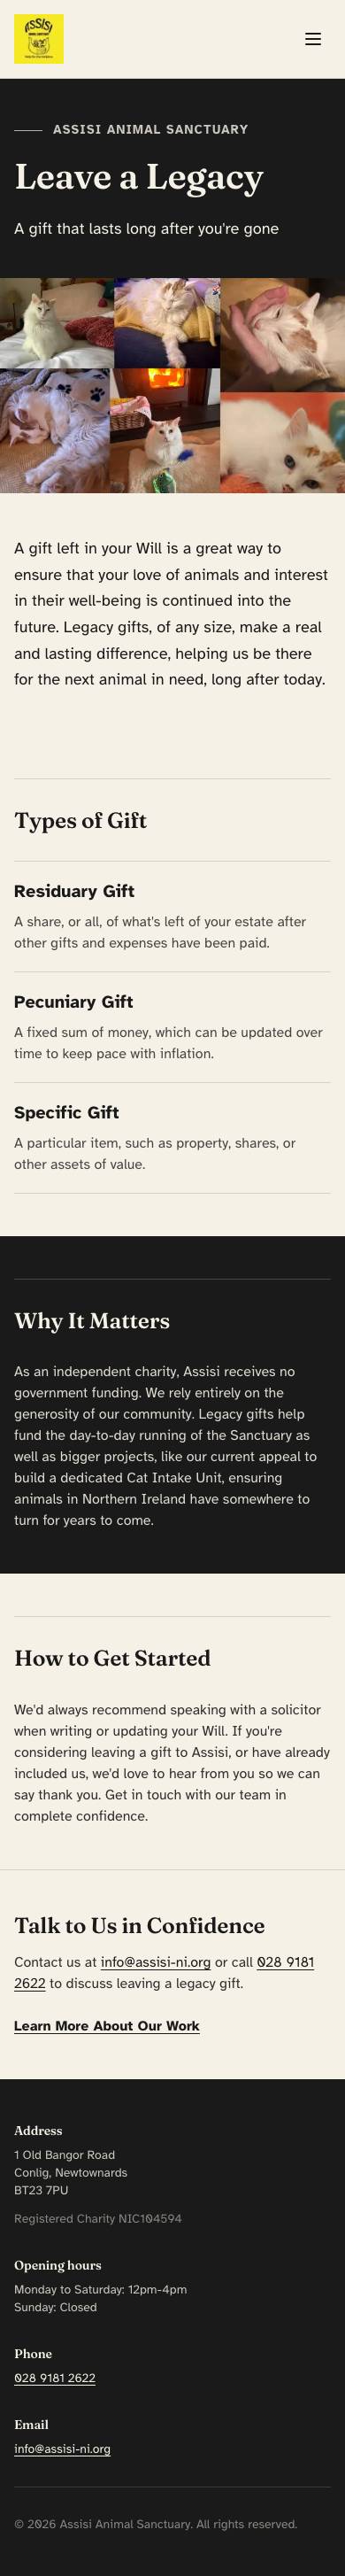 ASSISI
ASSISI ANIMAL SANCTUARY
Leave a Legacy
A gift that lasts long after you're gone
A gift left in your Will is a great way to
ensure that your love of animals and interest
in their well-being is continued into the
future. Legacy gifts, of any size, make a real
and lasting difference, helping us be there
for the next animal in need, long after today.
Types of Gift
Residuary Gift
A share, or all, of what's left of your estate after
other gifts and expenses have been paid.
Pecuniary Gift
A fixed sum of money, which can be updated over
time to keep pace with inflation.
Specific Gift
A particular item, such as property, shares, or
other assets of value.
Why It Matters
As an independent charity, Assisi receives no
government funding. We rely entirely on the
generosity of our community. Legacy gifts help
fund the day-to-day running of the Sanctuary as
well as bigger projects, like our current appeal to
build a dedicated Cat Intake Unit, ensuring
animals in Northern Ireland have somewhere to
turn for years to come.
How to Get Started
We'd always recommend speaking with a solicitor
when writing or updating your Will. If you're
considering leaving a gift to Assisi, or have already
included us, we'd love to hear from you so we can
say thank you. Get in touch with our team in
complete confidence.
Talk to Us in Confidence
Contact us at info@assisi-ni.org or call 028 9181
2622 to discuss leaving a legacy gift.
Learn More About Our Work
Address
1 Old Bangor Road
Conlig, Newtownards
BT23 7PU
Registered Charity NIC104594
Opening hours
Monday to Saturday: 12pm–4pm
Sunday: Closed
Phone
028 9181 2622
Email
info@assisi-ni.org
© 2026 Assisi Animal Sanctuary. All rights reserved.